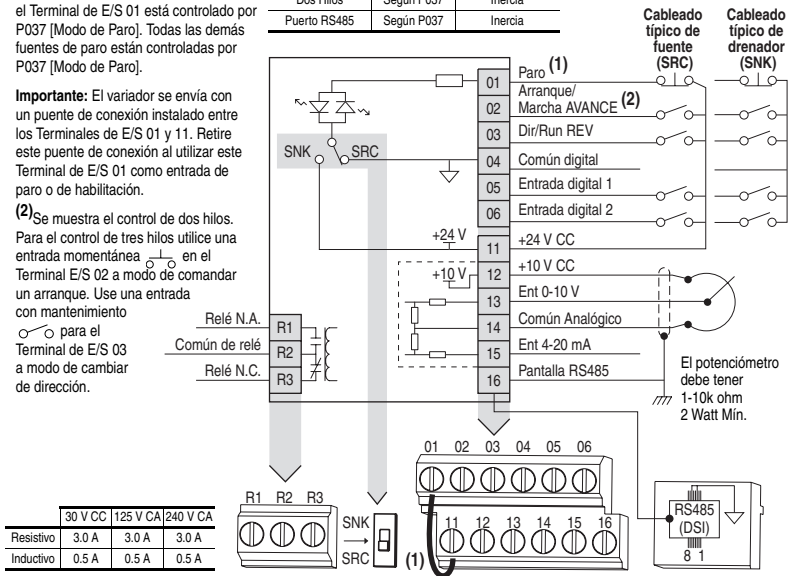 Dos Hilos Según P037 Inercia
Puerto RS485 Según P037 Inercia
el Terminal de E/S 01 está controlado por
P037 [Modo de Paro]. Todas las demás
fuentes de paro están controladas por
P037 [Modo de Paro].
Importante: El variador se envía con
un puente de conexión instalado entre
los Terminales de E/S 01 y 11. Retire
este puente de conexión al utilizar este
Terminal de E/S 01 como entrada de
paro o de habilitación.
(2) Se muestra el control de dos hilos.
Para el control de tres hilos utilice una
entrada momentánea en el
Terminal E/S 02 a modo de comandar
un arranque. Use una entrada
con mantenimiento
para el
Terminal de E/S 03
a modo de cambiar
de dirección.
Cableado
típico de
fuente
(SRC)
Cableado
típico de
drenador
(SNK)
SNK SRC
+24 V
+10 V
01 Paro (1)
02 Arranque/
Marcha AVANCE (2)
03 Dir/Run REV
04 Común digital
05 Entrada digital 1
06 Entrada digital 2
11 +24 V CC
12 +10 V CC
13 Ent 0-10 V
14 Común Analógico
15 Ent 4-20 mA
16 Pantalla RS485
Relé N.A. R1
Común de relé R2
Relé N.C. R3
El potenciómetro
debe tener
1-10k ohm
2 Watt Mín.
01 02 03 04 05 06
11 12 13 14 15 16
(1)
R1 R2 R3
SNK
SRC
RS485
(DSI)
8 1
30 V CC 125 V CA 240 V CA
Resistivo 3.0 A 3.0 A 3.0 A
Inductivo 0.5 A 0.5 A 0.5 A